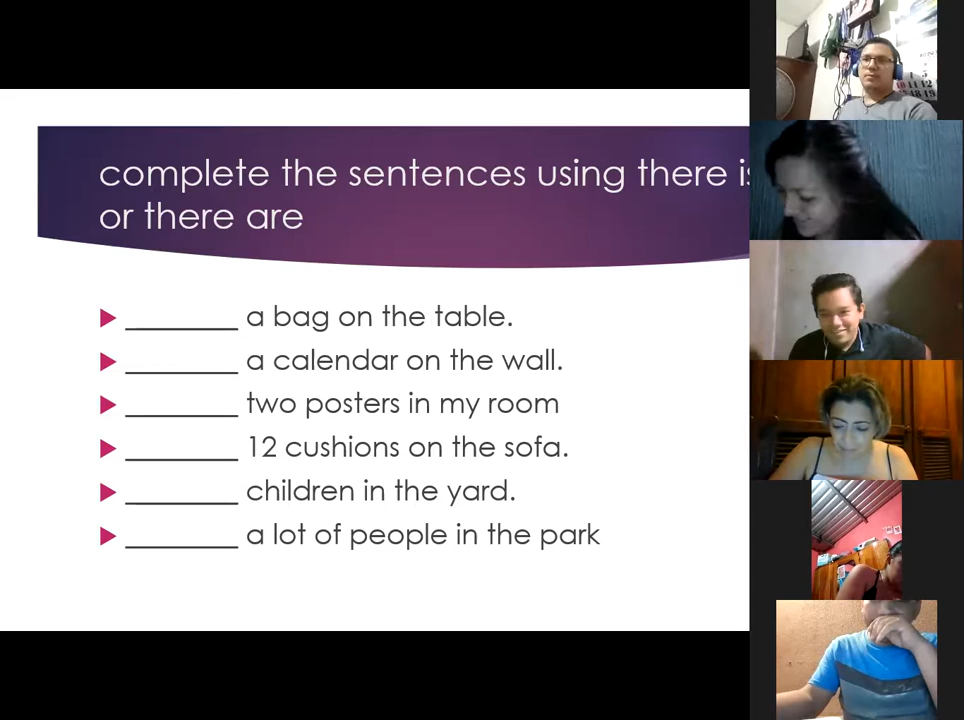 complete the sentences using there is
or there are
________ a bag on the table.
________ a calendar on the wall.
________ two posters in my room
________ 12 cushions on the sofa.
________ children in the yard.
________ a lot of people in the park